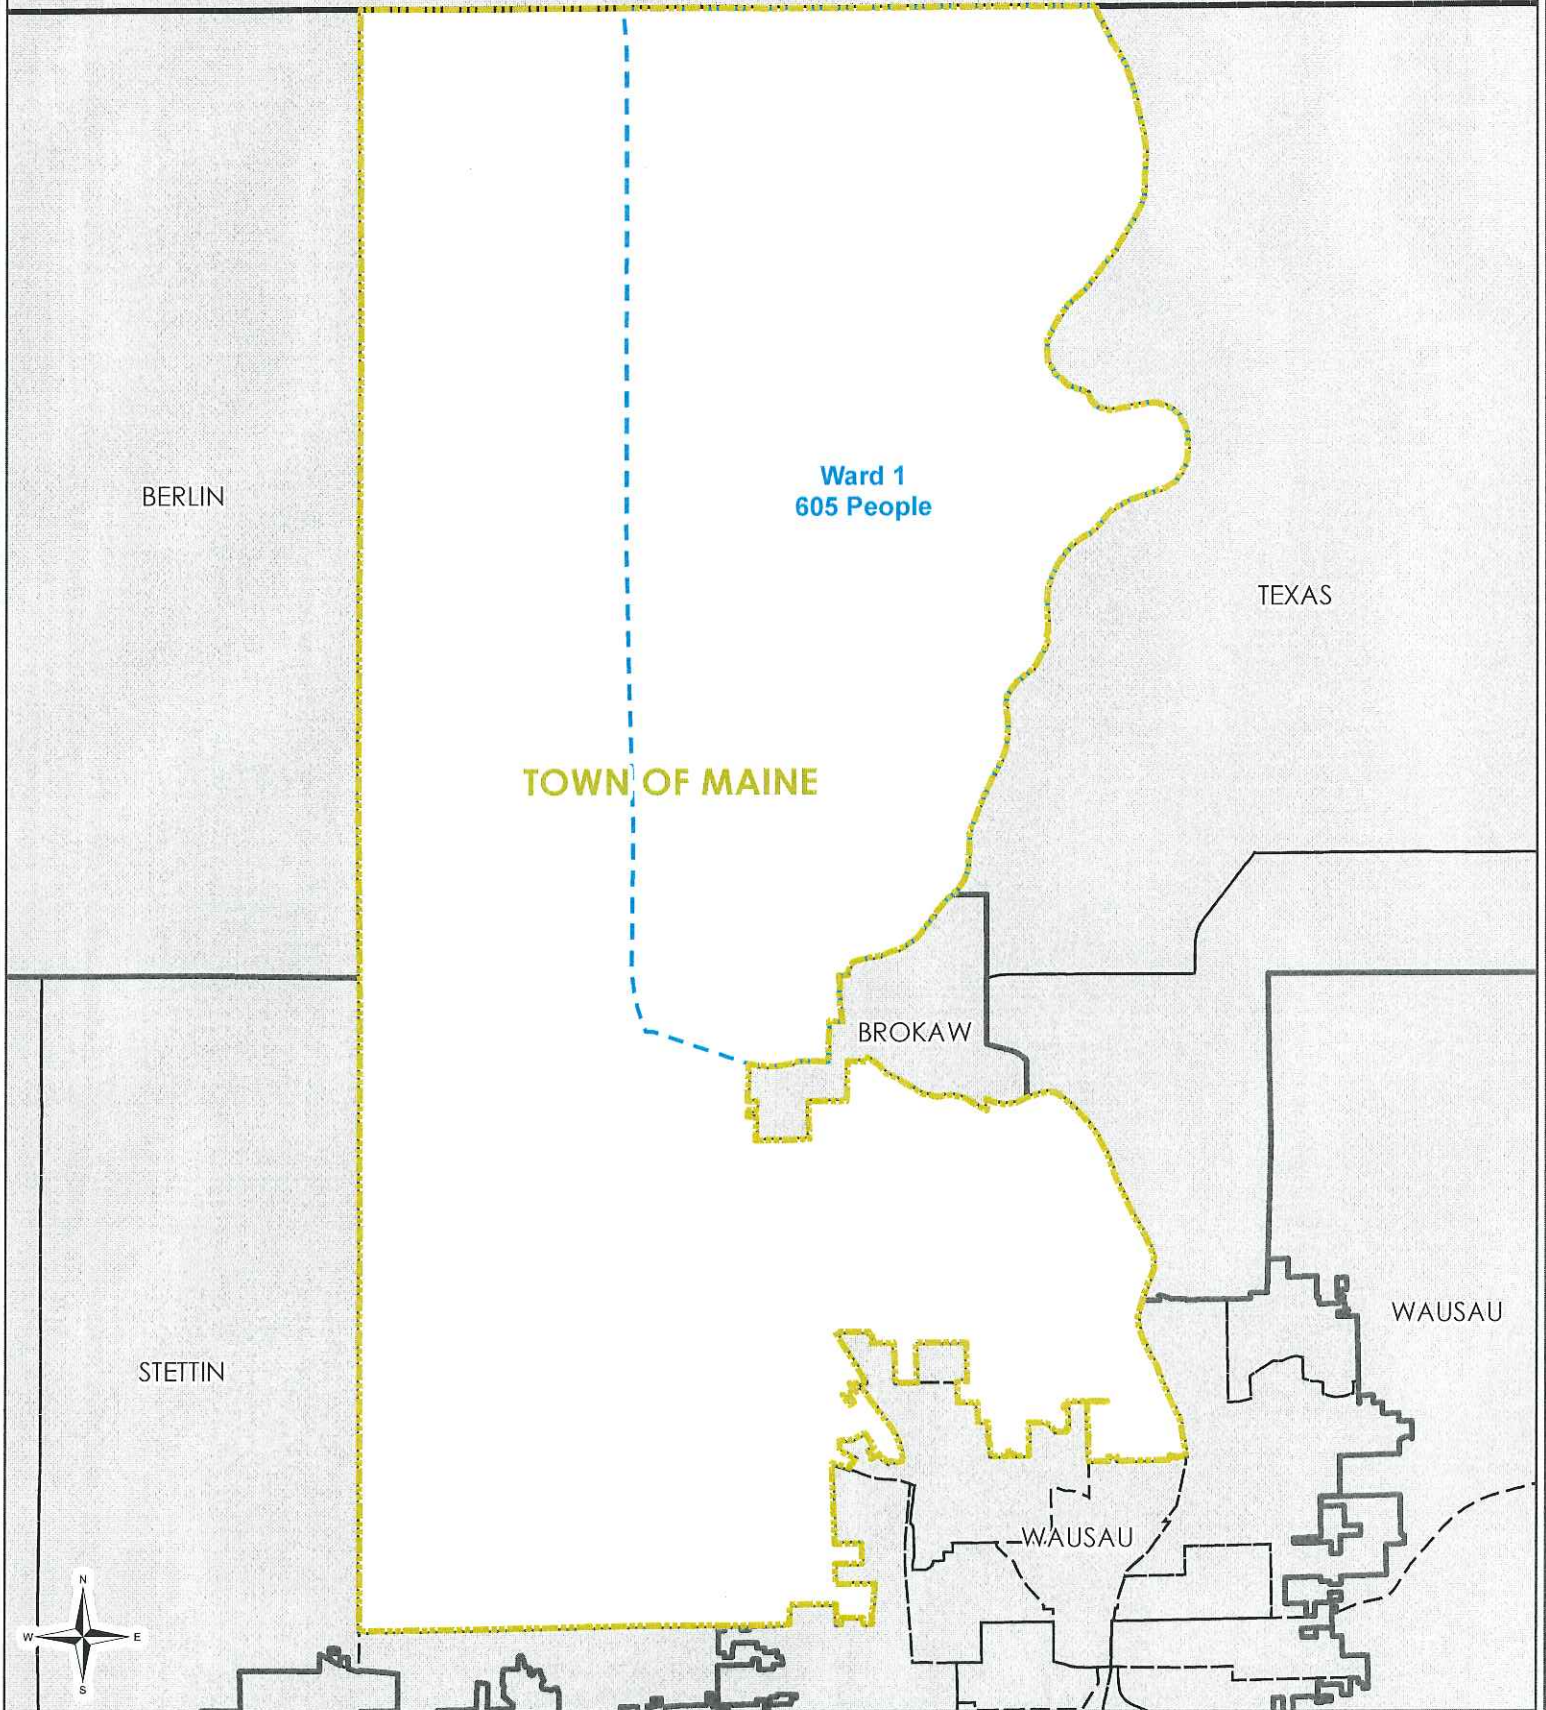 Ward 1
605 People
BERLIN
TEXAS
TOWN OF MAINE
BROKAW
WAUSAU
STETTIN
WAUSAU
N
W
E
S